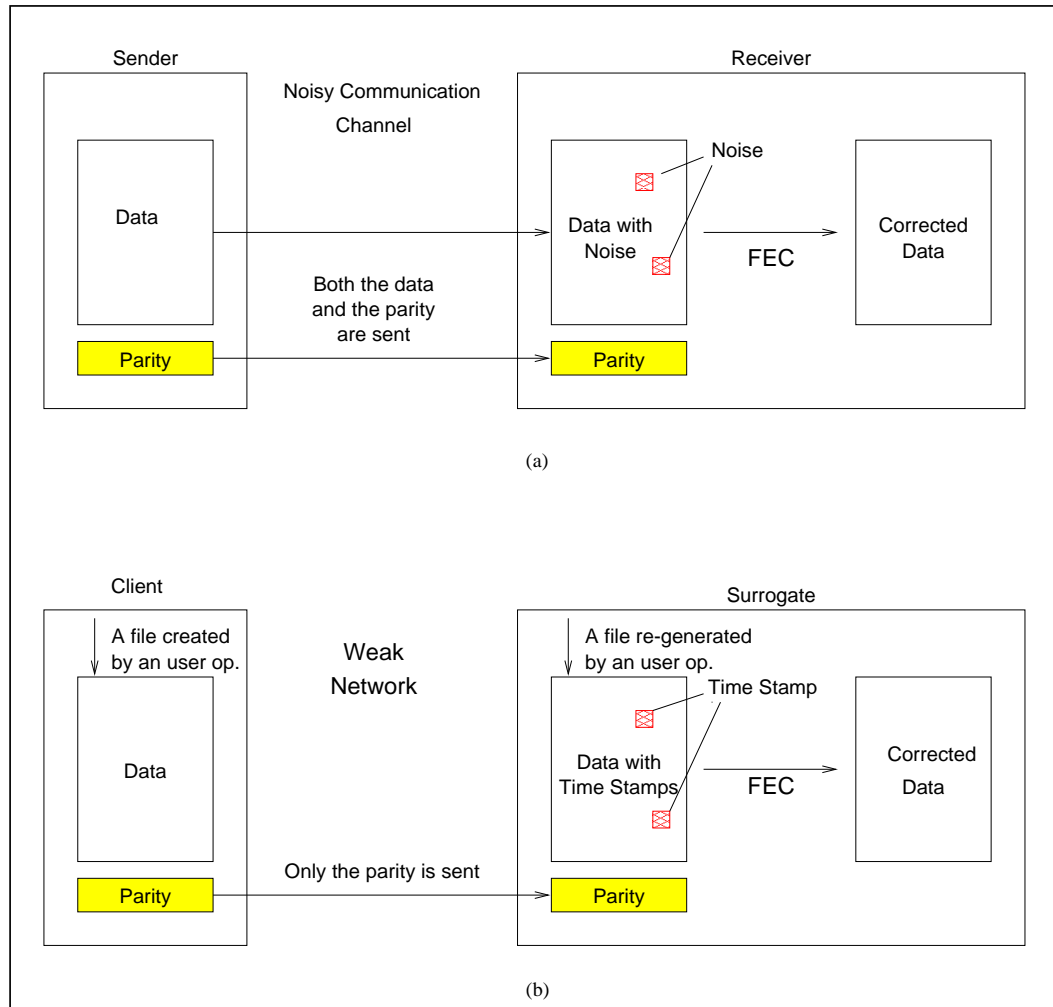 Sender
Receiver
Noisy Communication
Channel
Data
Noise
Data with
Noise
FEC
Corrected
Data
Both the data
and the parity
are sent
Parity
Parity
(a)
Client
Surrogate
A file created
by an user op.
Weak
Network
A file re-generated
by an user op.
Time Stamp
Data
Data with
Time Stamps
FEC
Corrected
Data
Only the parity is sent
Parity
Parity
(b)